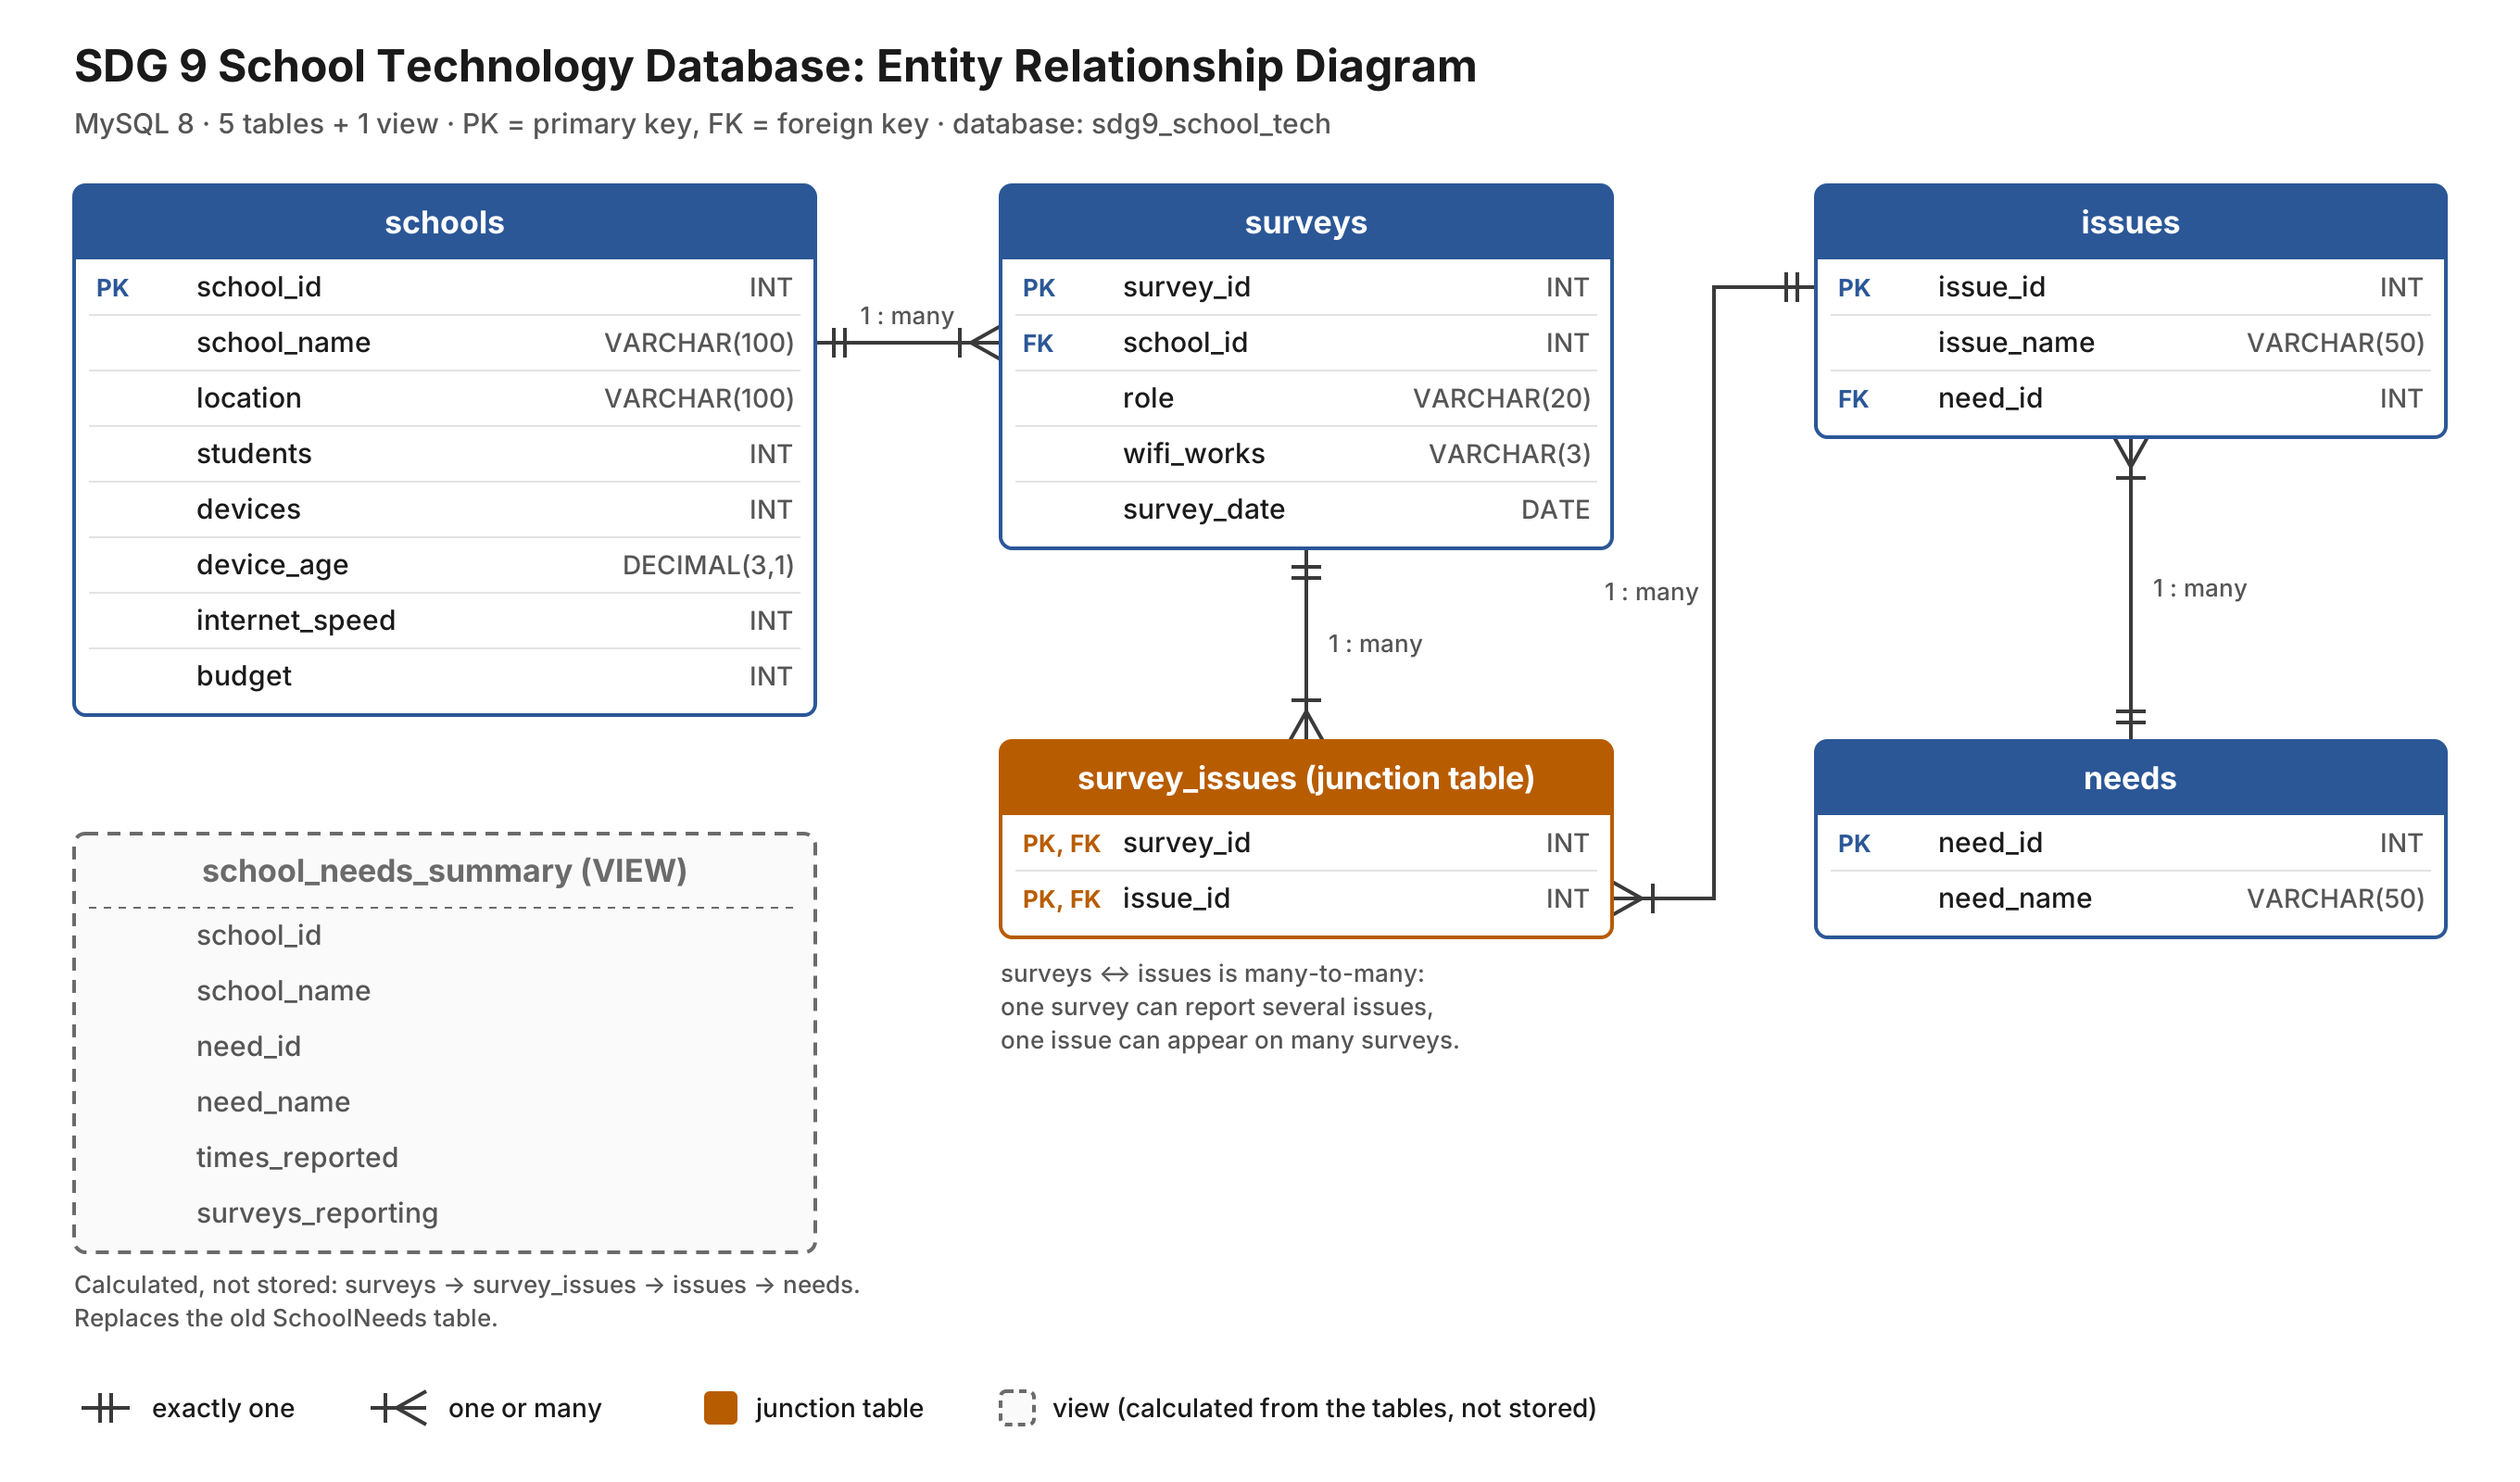 SDG 9 School Technology Database: Entity Relationship Diagram
MySQL 8 · 5 tables + 1 view · PK = primary key, FK = foreign key · database: sdg9_school_tech
schools
PK school_id INT
school_name VARCHAR(100)
location VARCHAR(100)
students INT
devices INT
device_age DECIMAL(3,1)
internet_speed INT
budget INT
1 : many
surveys
PK survey_id INT
FK school_id INT
role VARCHAR(20)
wifi_works VARCHAR(3)
survey_date DATE
1 : many
1 : many
issues
PK issue_id INT
issue_name VARCHAR(50)
FK need_id INT
1 : many
survey_issues (junction table)
PK, FK survey_id INT
PK, FK issue_id INT
surveys ↔ issues is many-to-many:
one survey can report several issues,
one issue can appear on many surveys.
needs
PK need_id INT
need_name VARCHAR(50)
school_needs_summary (VIEW)
school_id
school_name
need_id
need_name
times_reported
surveys_reporting
Calculated, not stored: surveys → survey_issues → issues → needs.
Replaces the old SchoolNeeds table.
exactly one
one or many
junction table
view (calculated from the tables, not stored)